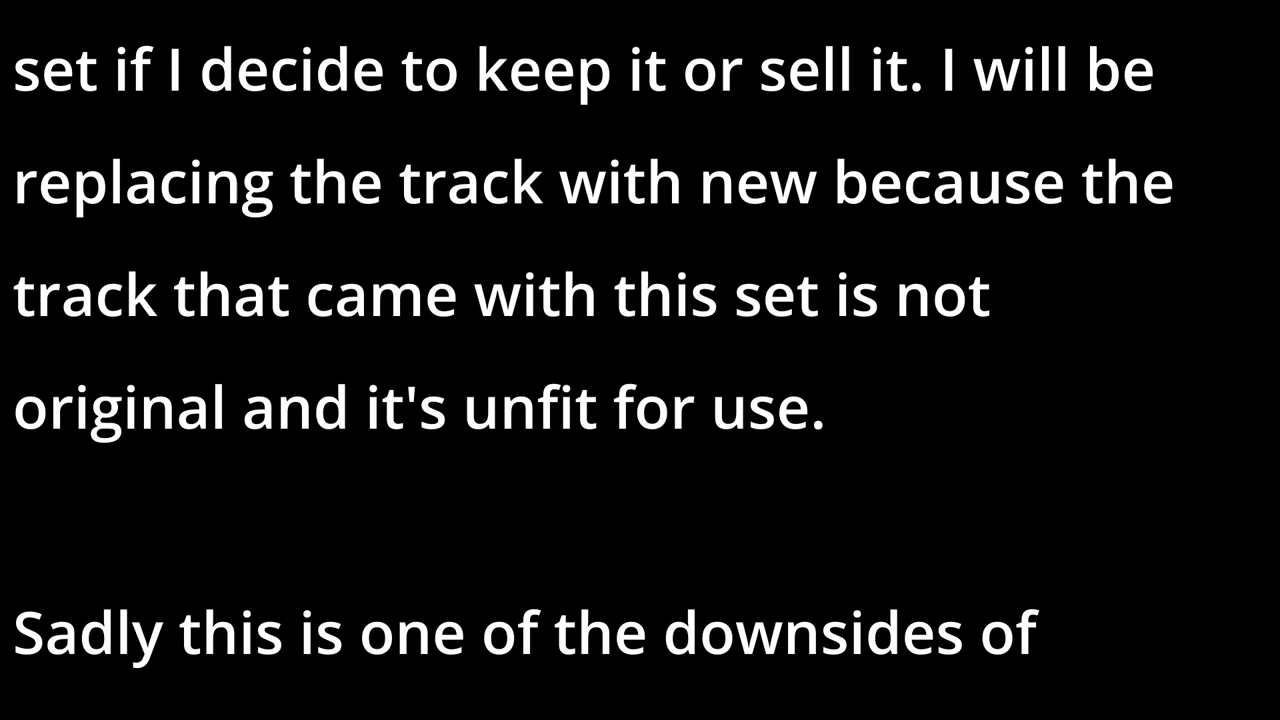 set if I decide to keep it or sell it. I will be
replacing the track with new because the
track that came with this set is not
original and it's unfit for use.
Sadly this is one of the downsides of